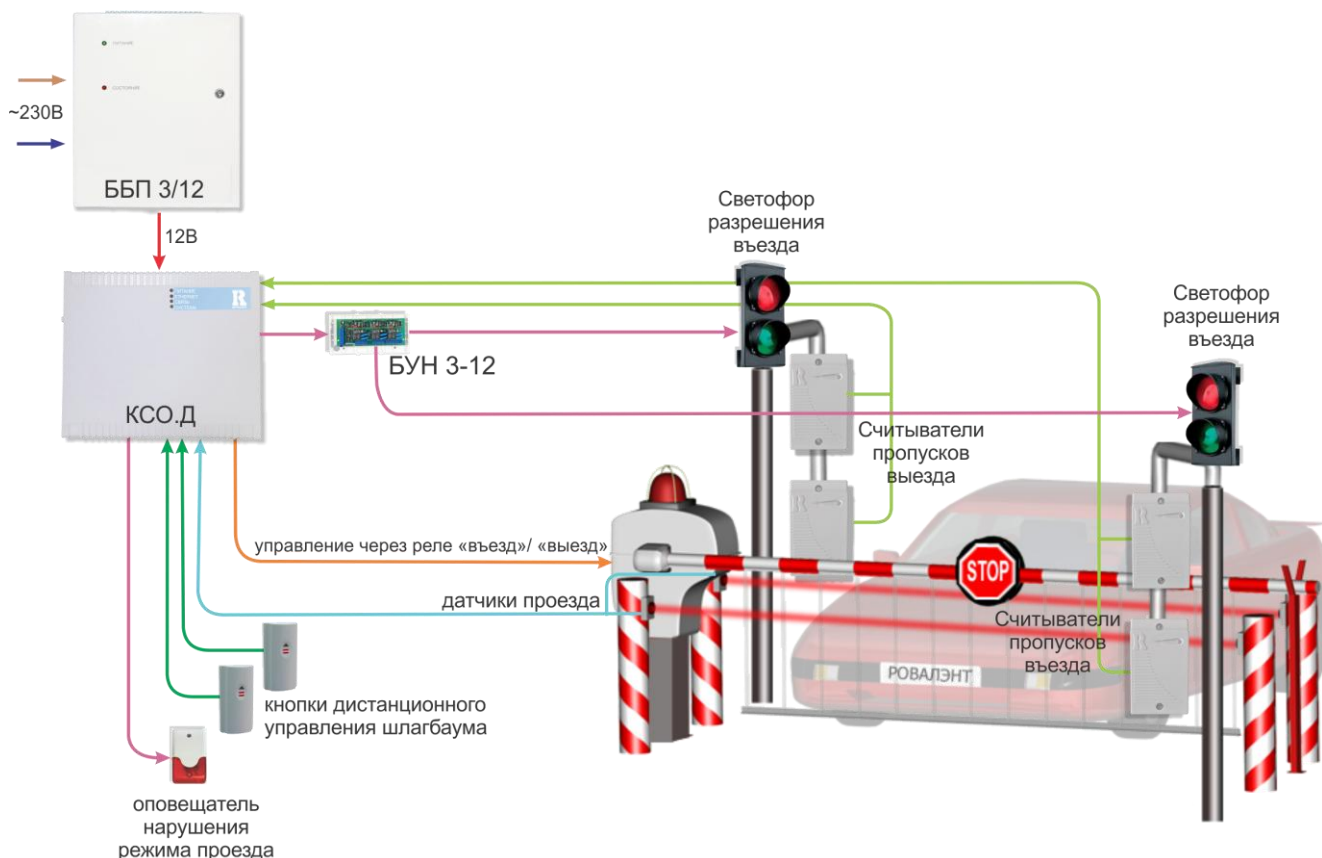 ПИТАНИЕ
СОСТОЯНИЕ
~230В
ББП 3/12
12В
R
КСО.Д
БУН 3-12
Светофор
разрешения
въезда
Светофор
разрешения
въезда
Считыватели
пропусков
выезда
управление через реле «въезд»/ «выезд»
STOP
датчики проезда
Считыватели
пропусков
въезда
РОВАЛЭНТ
кнопки дистанционного
управления шлагбаума
оповещатель
нарушения
режима проезда